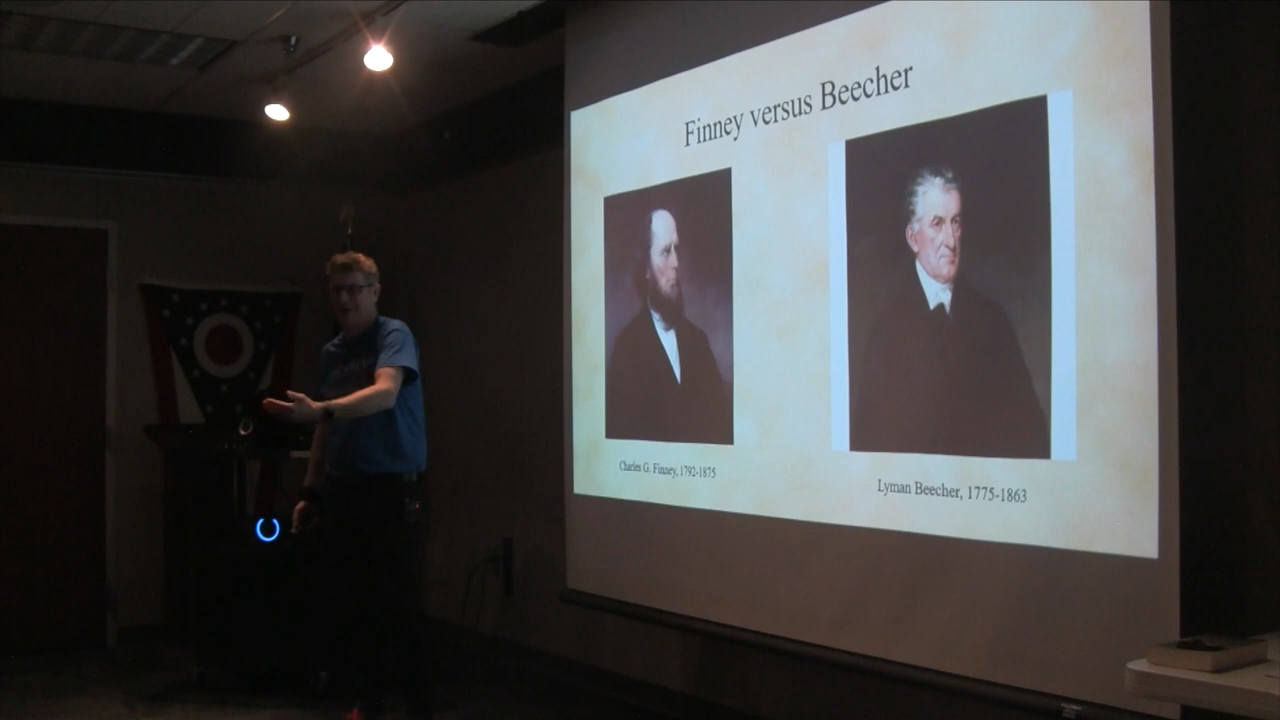 Finney versus Beecher
Charles G. Finney, 1792-1875
Lyman Beecher, 1775-1863